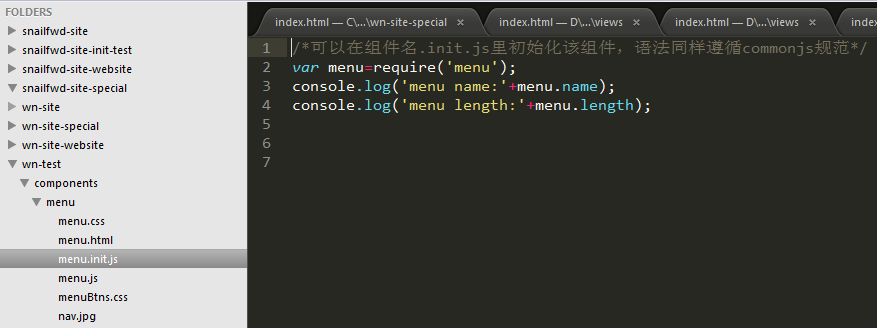 FOLDERS
snailfwd-site
snailfwd-site-init-test
snailfwd-site-website
snailfwd-site-special
wn-site
wn-site-special
wn-site-website
wn-test
components
menu
menu.css
menu.html
menu.init.js
menu.js
menuBtns.css
nav.jpg
index.html — C\...\wn-site-special × index.html — D\...\views × index.html — D\...\views × index
1 /*可以在组件名.init.js里初始化该组件，语法同样遵循commonjs规范*/
2 var menu=require('menu');
3 console.log('menu name:'+menu.name);
4 console.log('menu length:'+menu.length);
5
6
7